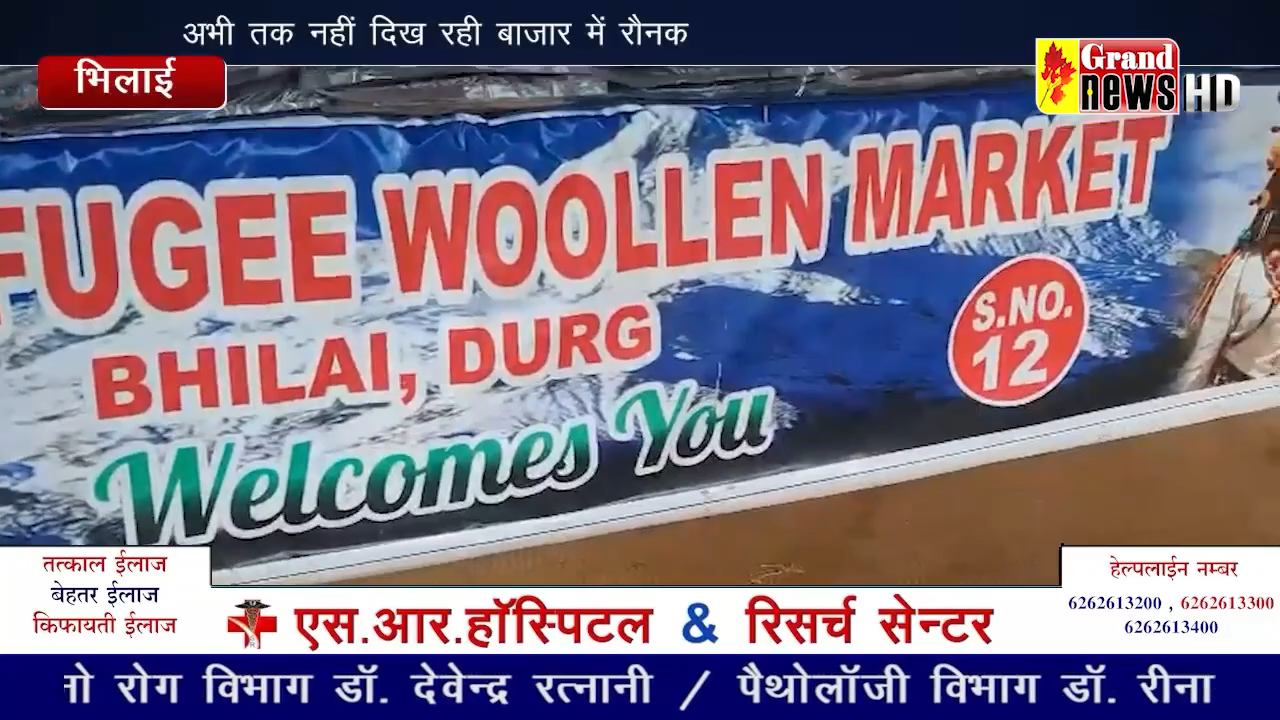 अभी तक नहीं दिख रही बाजार में रौनक
भिलाई
Grand
news HD
FUGEE WOOLLEN MARKET
BHILAI, DURG
S.NO.
12
Welcomes You
तत्काल ईलाज
बेहतर ईलाज
किफायती ईलाज
एस.आर.हॉस्पिटल & रिसर्च सेन्टर
हेल्पलाईन नम्बर
6262613200 , 6262613300
6262613400
रोग विभाग डॉ. देवेन्द्र रत्नानी / पैथोलॉजी विभाग डॉ. रीना